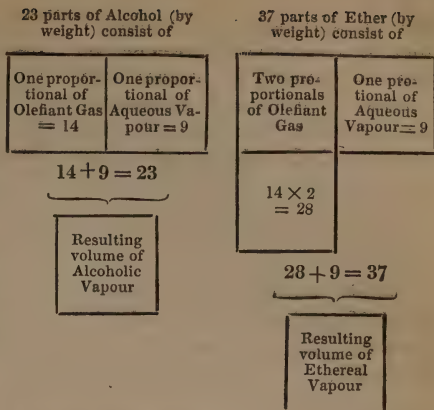 23 parts of Alcohol (by
weight) consist of
One propor-
tional of
Olefiant Gas
= 14
One propor-
tional of
Aqueous Va-
pour = 9
14 + 9 = 23
Resulting
volume of
Alcoholic
Vapour
37 parts of Ether (by
weight) consist of
Two pro-
portionals
of Olefiant
Gas
One pro-
tional of
Aqueous
Vapour = 9
14 × 2
= 28
28 + 9 = 37
Resulting
volume of
Ethereal
Vapour